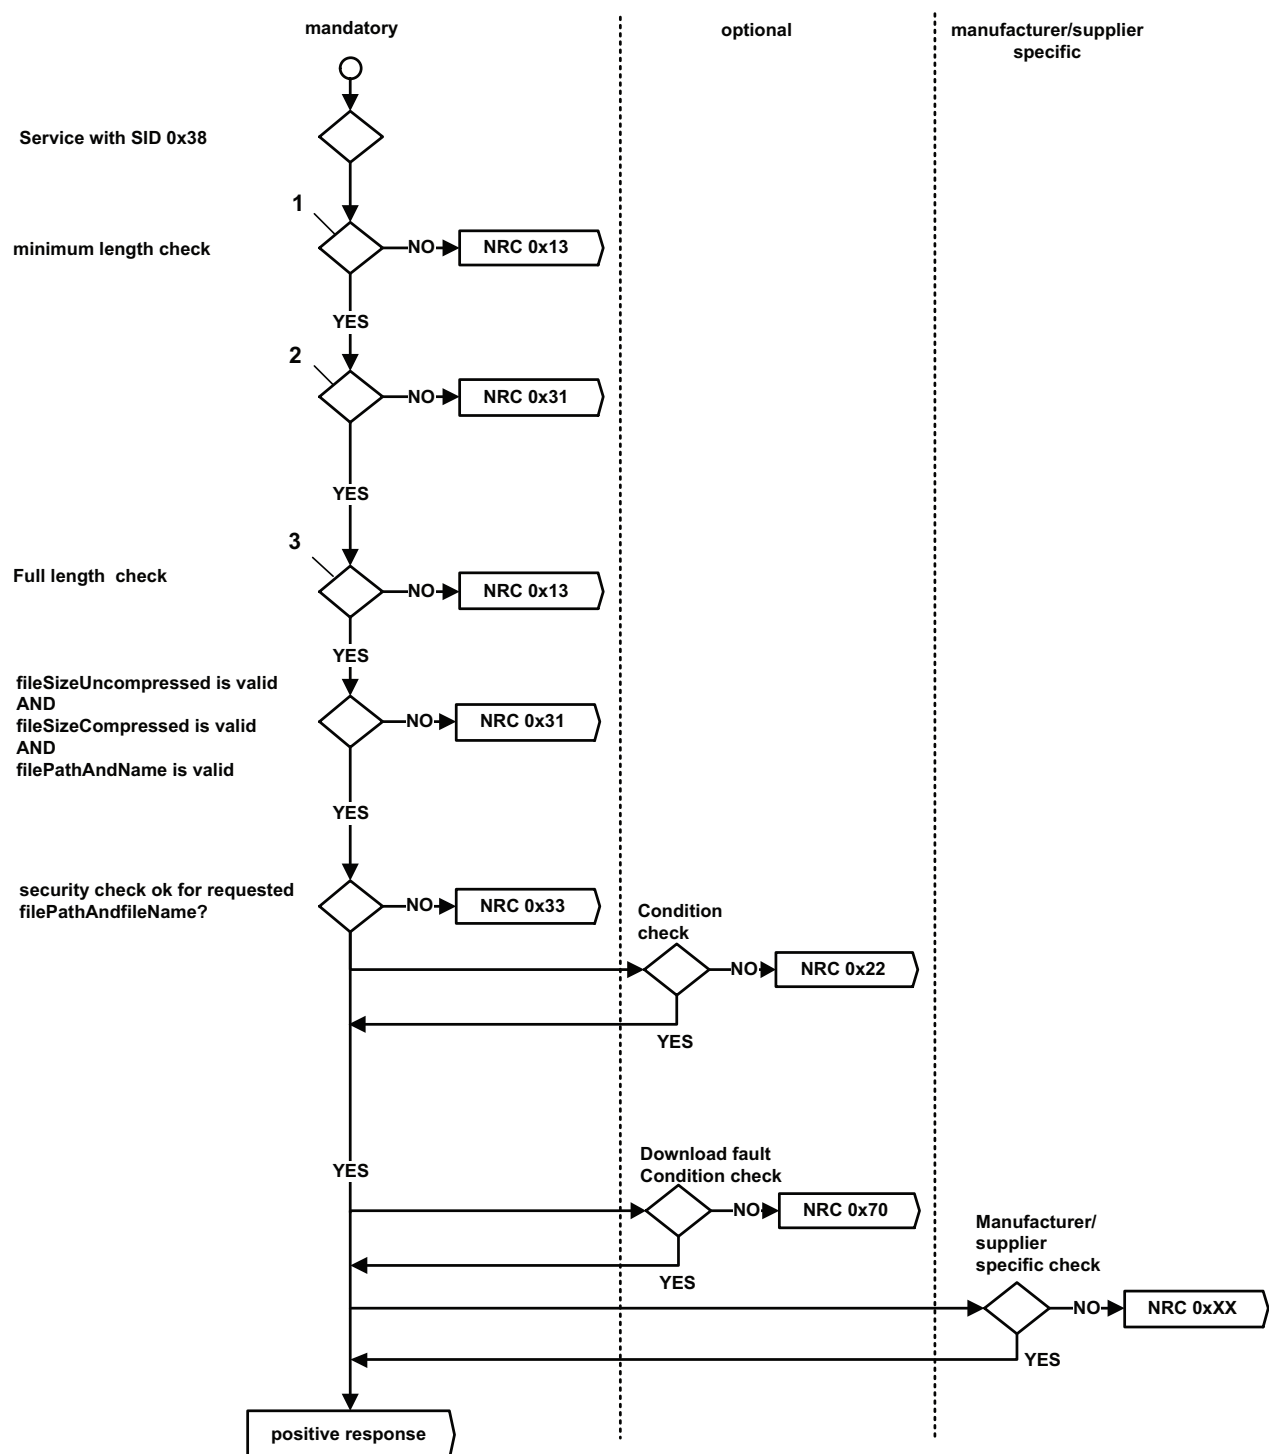 mandatory
optional
manufacturer/supplier
specific
Service with SID 0x38
1
minimum length check
NO
NRC 0x13
YES
2
NO
NRC 0x31
YES
3
Full length check
NO
NRC 0x13
YES
fileSizeUncompressed is valid
AND
fileSizeCompressed is valid
AND
filePathAndName is valid
NO
NRC 0x31
YES
security check ok for requested
filePathAndfileName?
NO
NRC 0x33
Condition
check
NO
NRC 0x22
YES
YES
Download fault
Condition check
NO
NRC 0x70
YES
Manufacturer/
supplier
specific check
NO
NRC 0xXX
YES
positive response